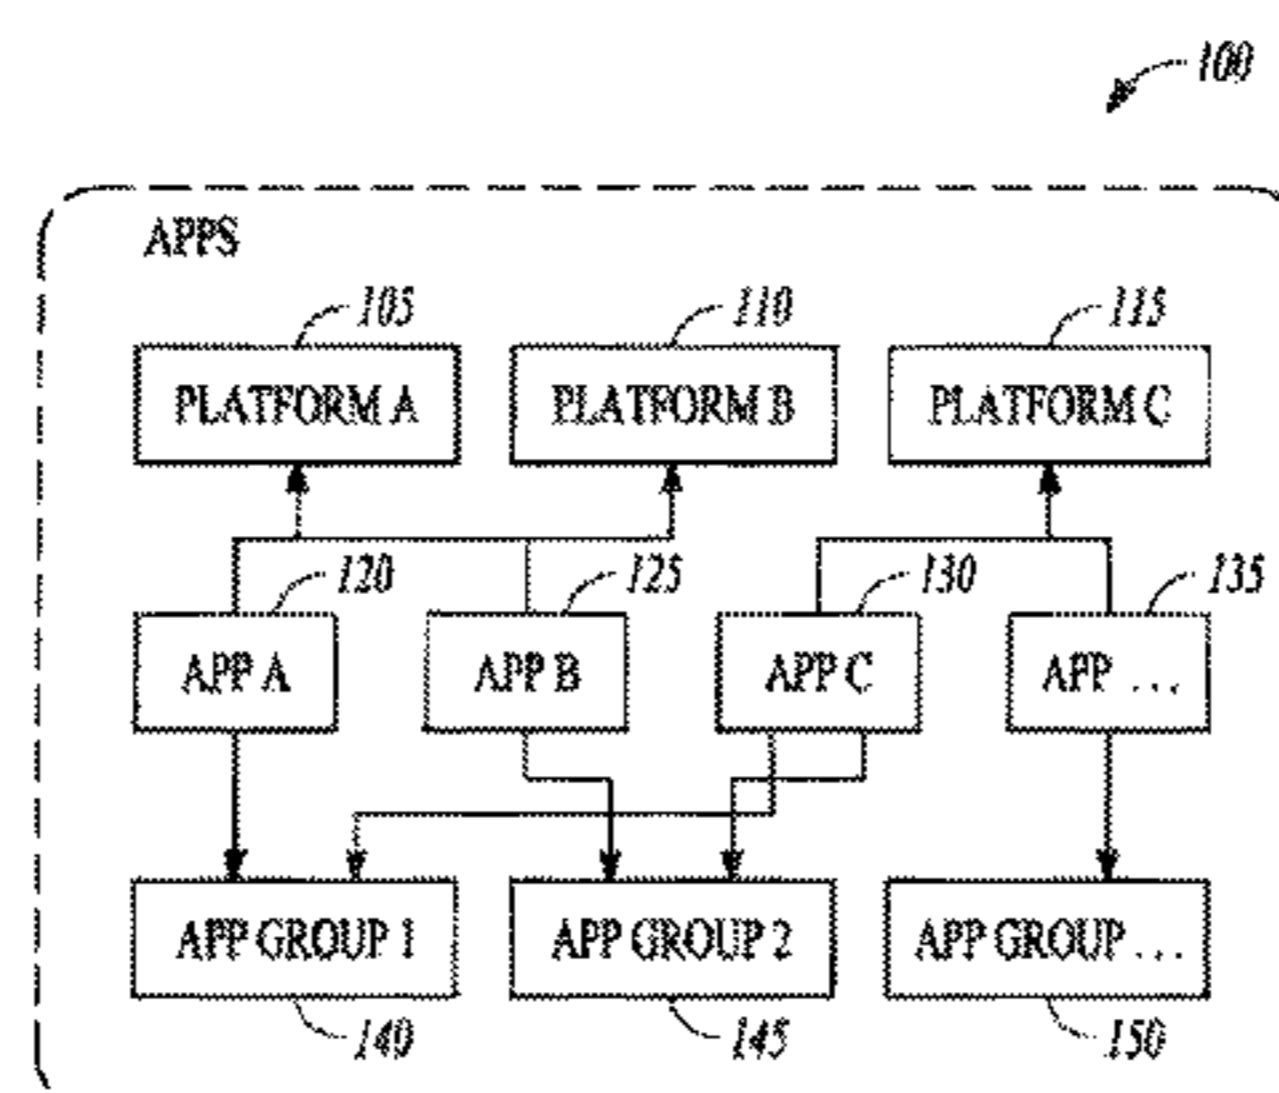 100
APPS
105 110 115
PLATFORM A PLATFORM B PLATFORM C
120 125 130 135
APP A APP B APP C APP ...
APP GROUP 1 APP GROUP 2 APP GROUP ...
140 145 150